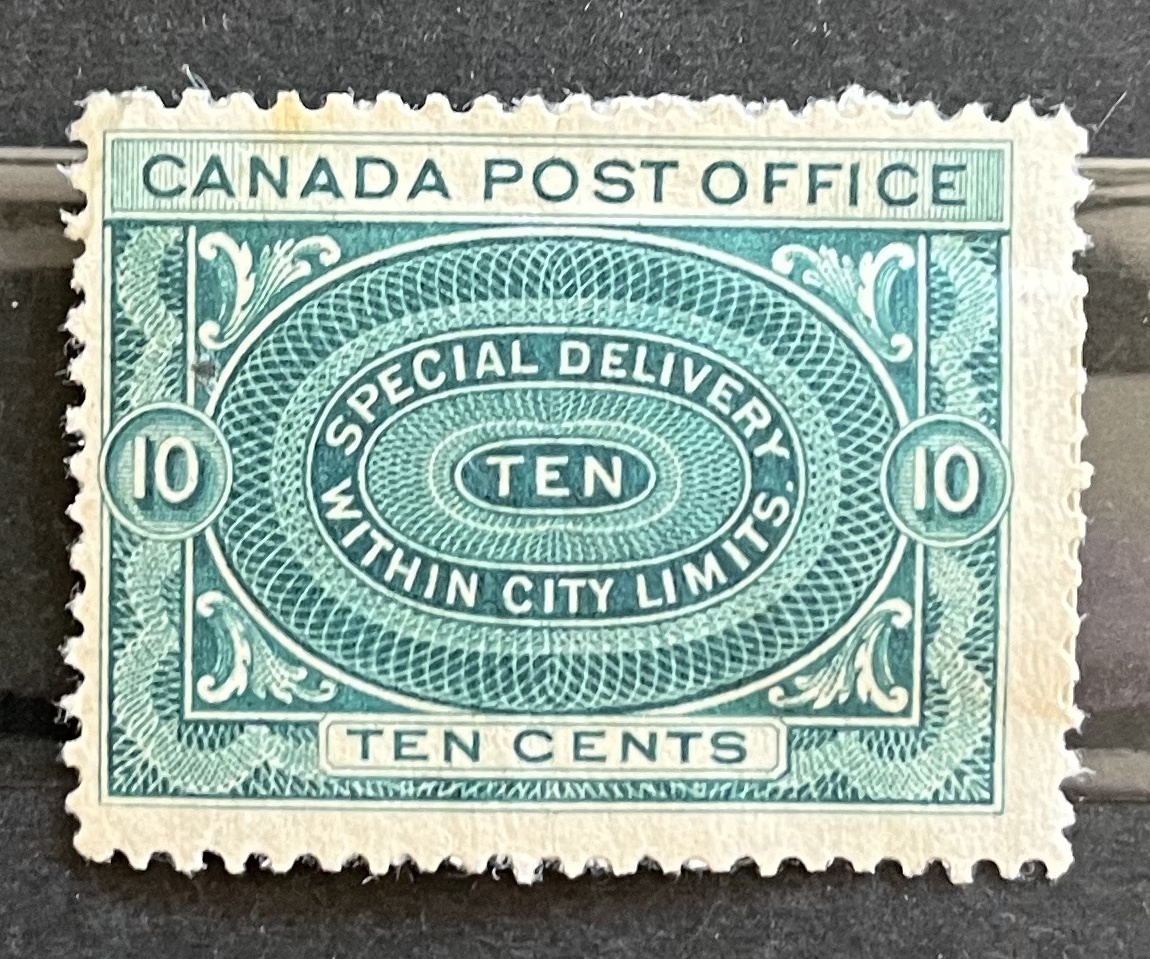 CANADA POST OFFICE
SPECIAL DELIVERY
10 TEN 10
WITHIN CITY LIMITS.
TEN CENTS